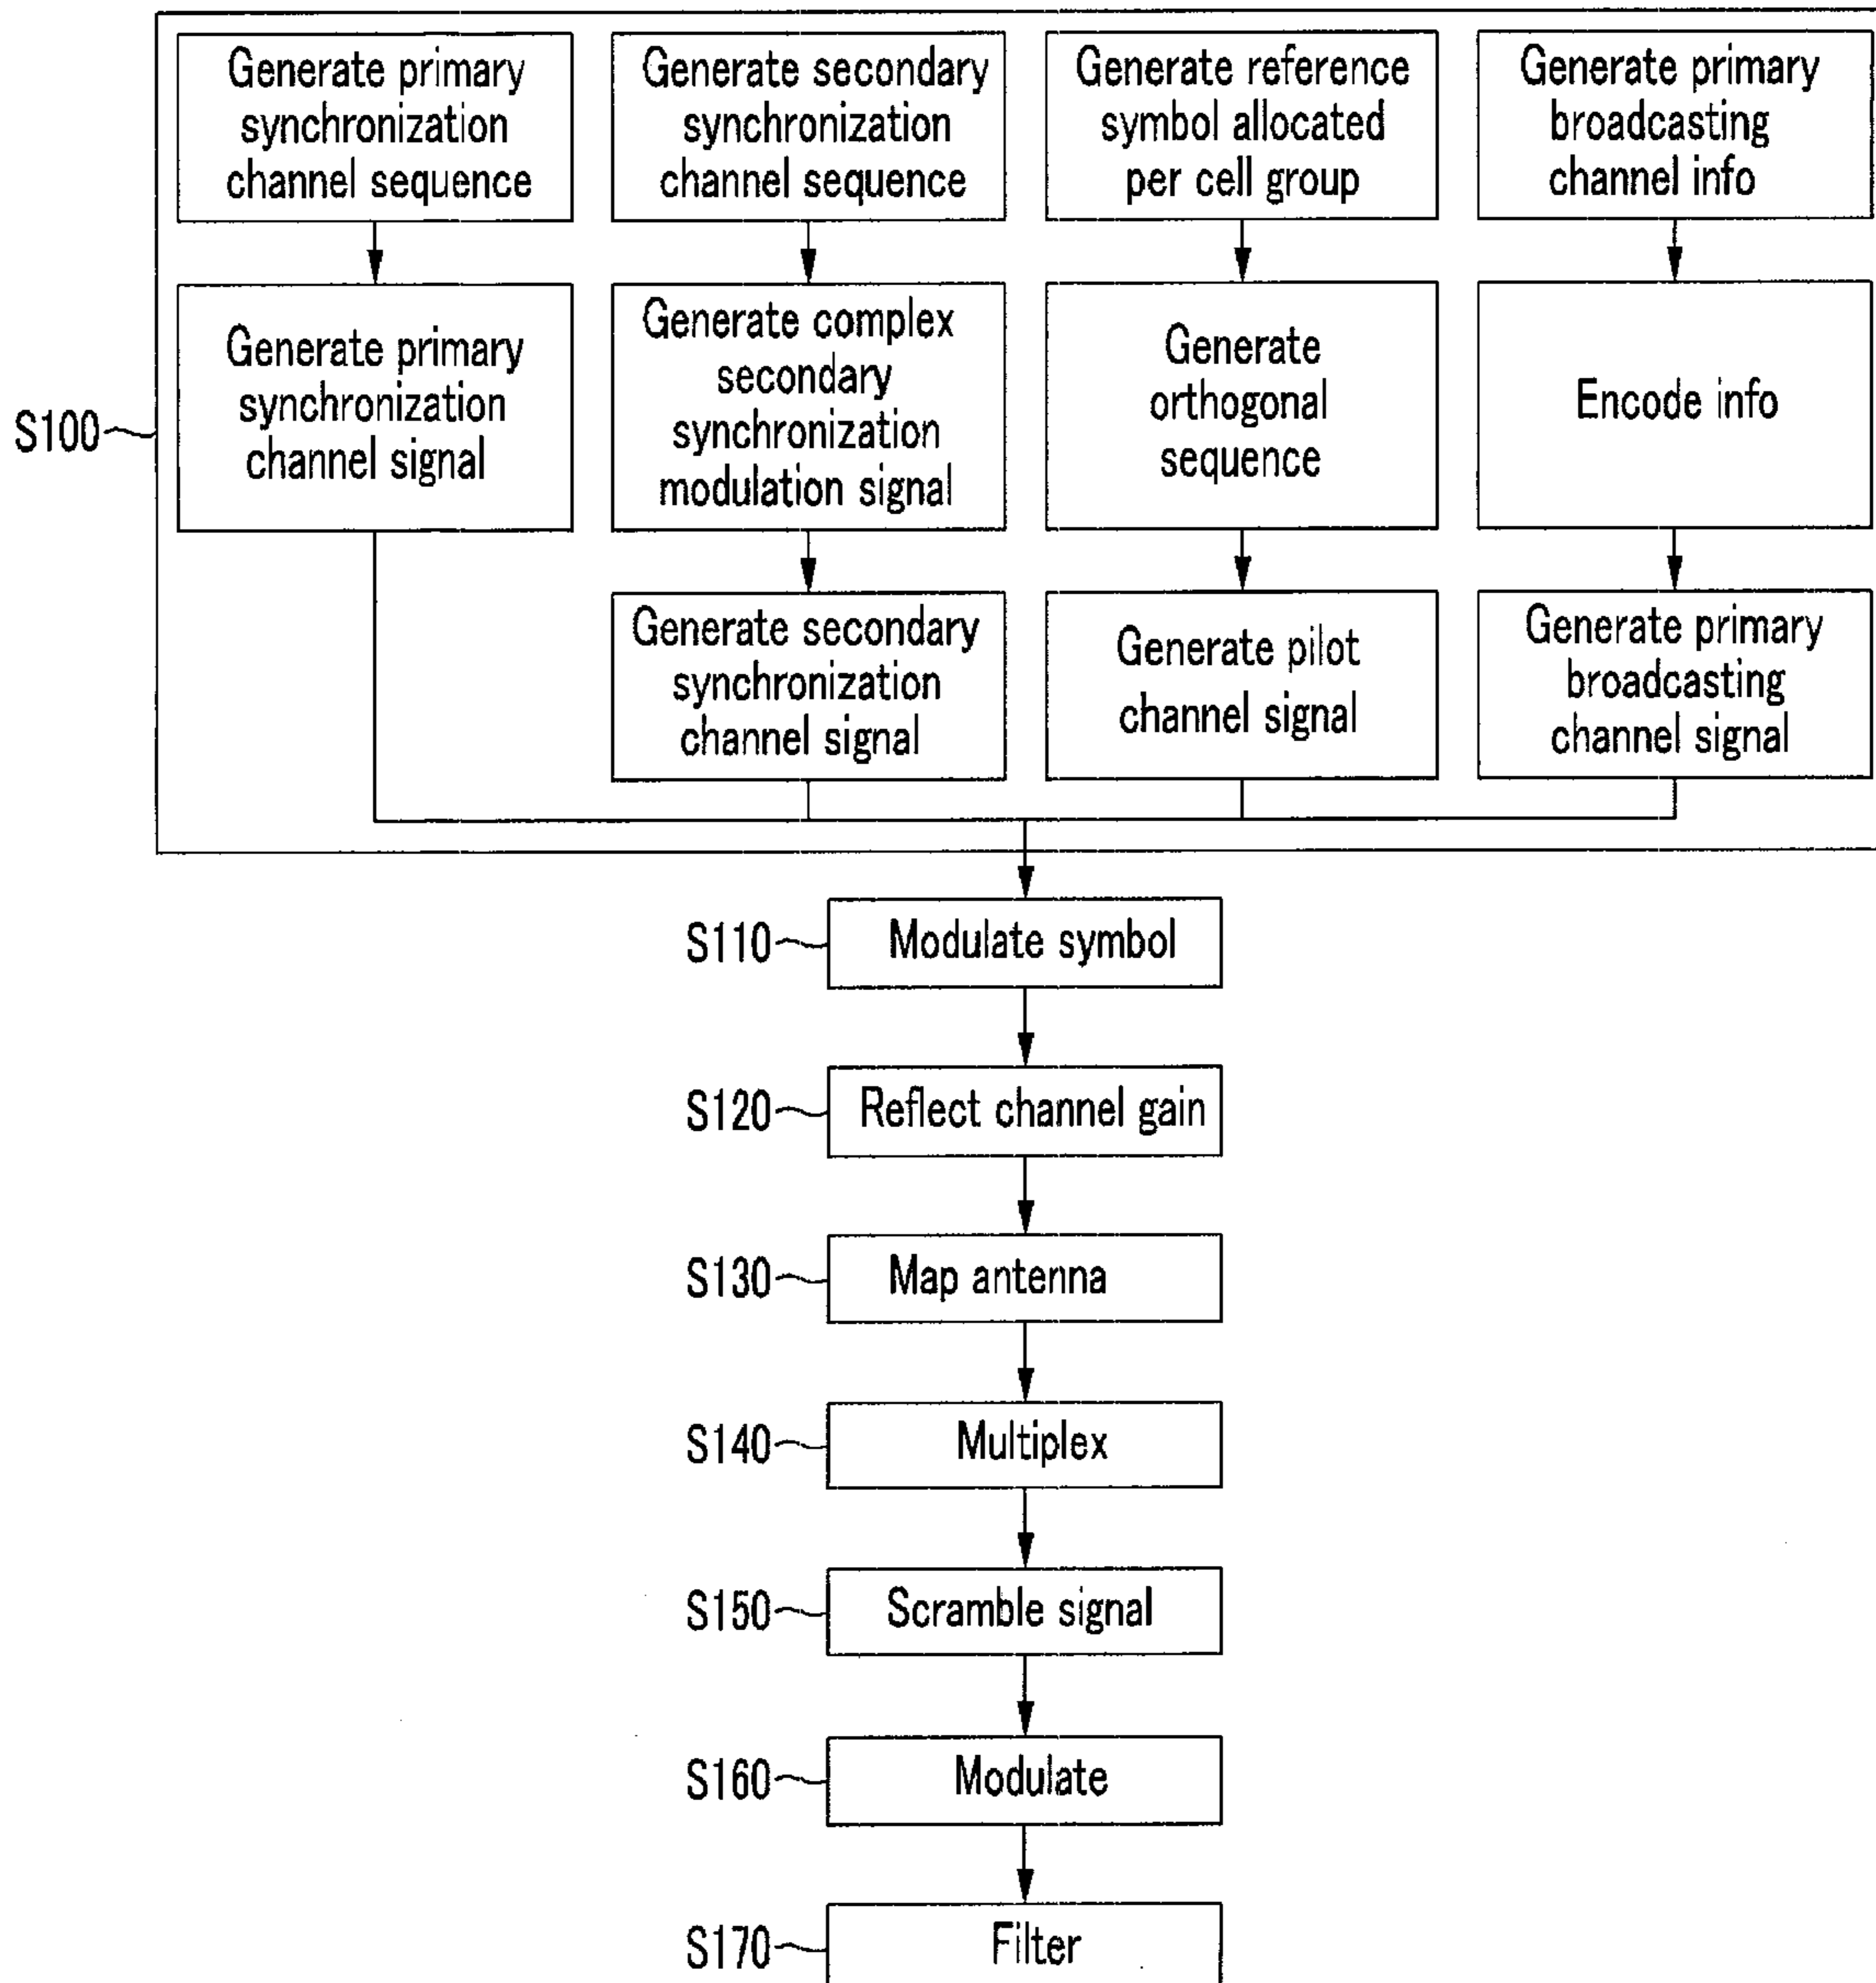 Generate primary
synchronization
channel sequence
Generate secondary
synchronization
channel sequence
Generate reference
symbol allocated
per cell group
Generate primary
broadcasting
channel info
S100
Generate primary
synchronization
channel signal
Generate complex
secondary
synchronization
modulation signal
Generate
orthogonal
sequence
Encode info
Generate secondary
synchronization
channel signal
Generate pilot
channel signal
Generate primary
broadcasting
channel signal
S110
Modulate symbol
S120
Reflect channel gain
S130
Map antenna
S140
Multiplex
S150
Scramble signal
S160
Modulate
S170
Filter